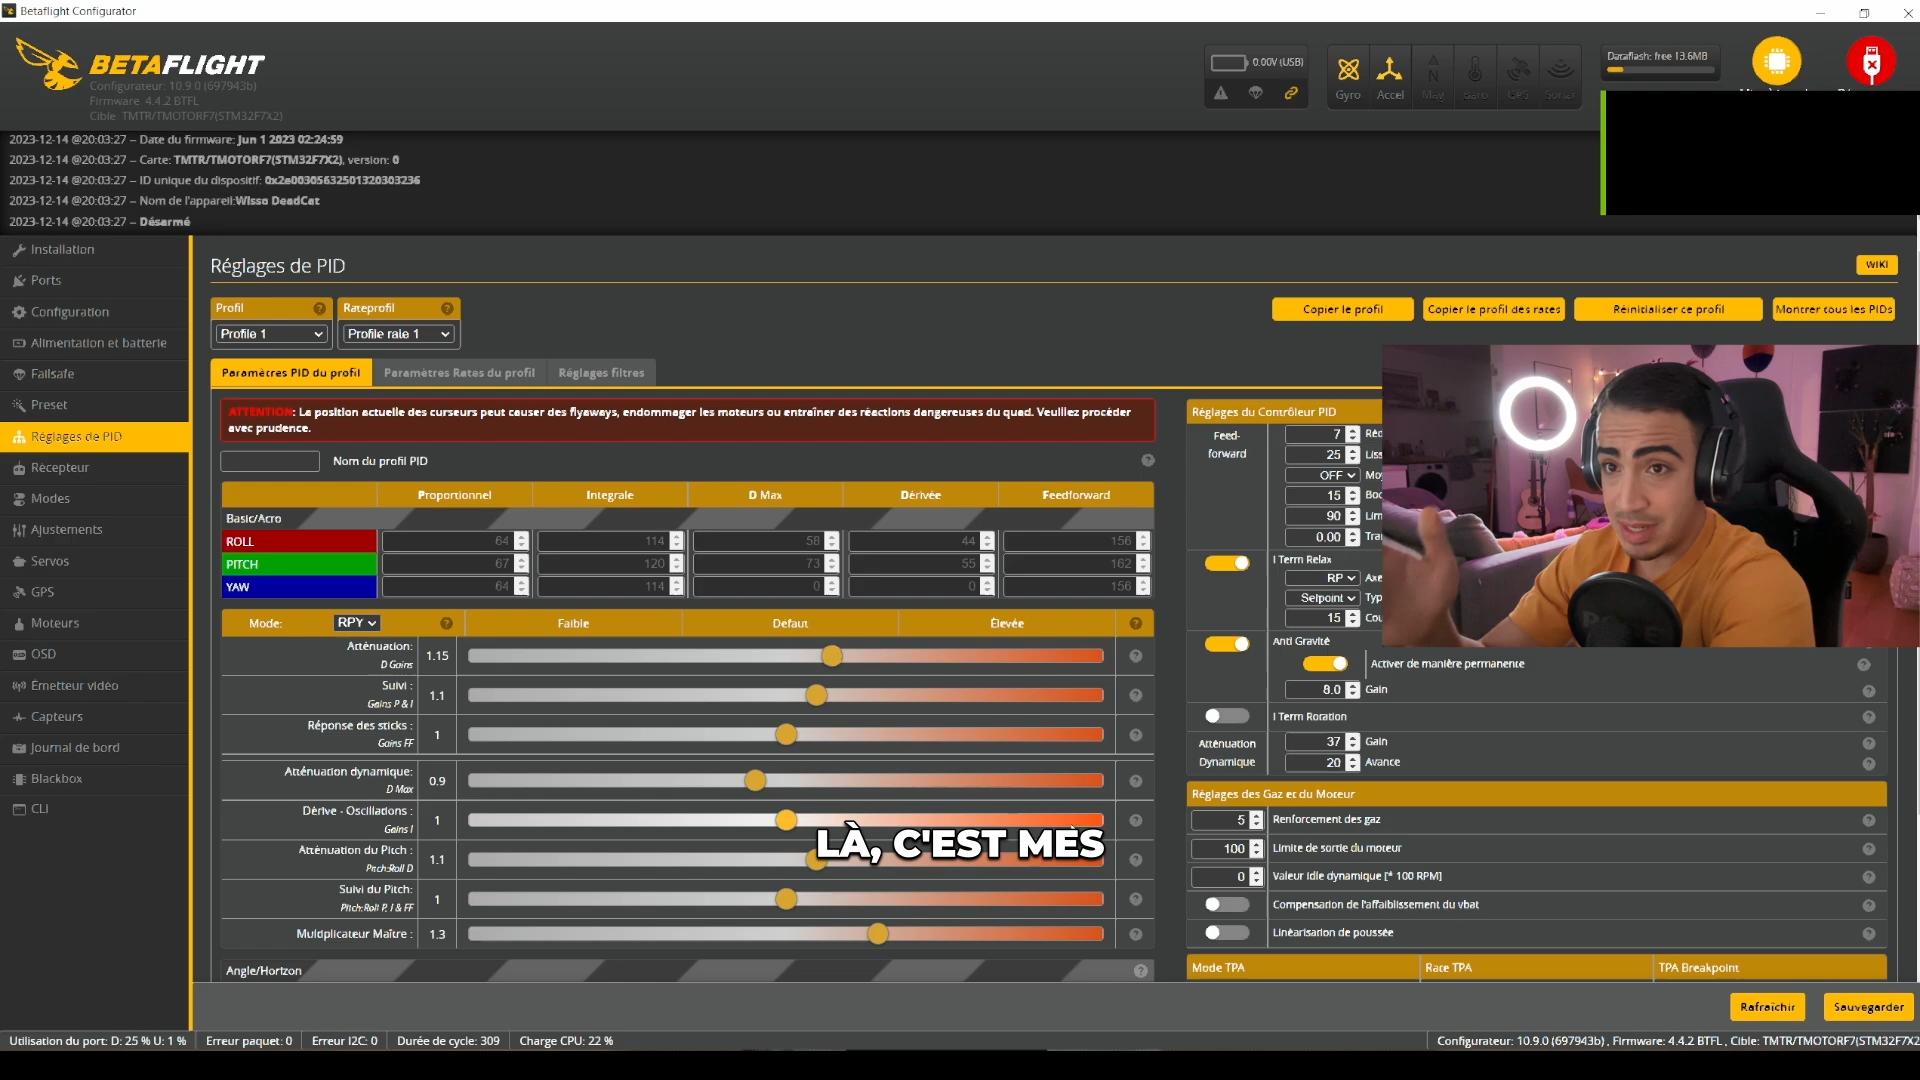 Betaflight Configurator
BETAFLIGHT
Configurateur: 10.9.0 (697943b)
Firmware: 4.4.2 BTFL
Cible: TMTR/TMOTORF7(STM32F7X2)
0.00V (USB)
Gyro
Accel
Mag
Baro
GPS
Sonar
Dataflash: free 13.6MB
2023-12-14 @20:03:27 – Date du firmware: Jun 1 2023 02:24:59
2023-12-14 @20:03:27 – Carte: TMTR/TMOTORF7(STM32F7X2), version: 0
2023-12-14 @20:03:27 – ID unique du dispositif: 0x2e0030563250132030 3236
2023-12-14 @20:03:27 – Nom de l'appareil:Wisso DeadCat
2023-12-14 @20:03:27 – Désarmé
Installation
Ports
Configuration
Alimentation et batterie
Failsafe
Preset
Réglages de PID
Récepteur
Modes
Ajustements
Servos
GPS
Moteurs
OSD
Émetteur vidéo
Capteurs
Journal de bord
Blackbox
CLI
Réglages de PID
WIKI
Profil
Rateprofil
Profile 1
Profile rate 1
Copier le profil
Copier le profil des rates
Réinitialiser ce profil
Montrer tous les PIDs
Paramètres PID du profil
Paramètres Rates du profil
Réglages filtres
ATTENTION: La position actuelle des curseurs peut causer des flyaways, endommager les moteurs ou entraîner des réactions dangereuses du quad. Veuillez procéder
avec prudence.
Nom du profil PID
Proportionnel Integrale D Max Dérivée Feedforward
Basic/Acro
ROLL 64 114 58 44 156
PITCH 67 120 73 55 162
YAW 64 114 0 0 156
Mode: RPY Faible Defaut Élevée
Atténuation:
D Gains
1.15
Suivi :
Gains P & I
1.1
Réponse des sticks :
Gains FF
1
Atténuation dynamique:
D Max
0.9
Dérive - Oscillations :
Gains I
1
Atténuation du Pitch :
Pitch:Roll D
1.1
Suivi du Pitch:
Pitch:Roll P, I & FF
1
Multiplicateur Maître :
1.3
Angle/Horizon
LÀ, C'EST MES
Réglages du Contrôleur PID
Feed-
forward
7
25
OFF
15
90
0.00
I Term Relax
RP
Setpoint
15
Anti Gravité
Activer de manière permanente
8.0 Gain
I Term Rotation
Atténuation
Dynamique
37 Gain
20 Avance
Réglages des Gaz et du Moteur
5 Renforcement des gaz
100 Limite de sortie du moteur
0 Valeur idle dynamique [* 100 RPM]
Compensation de l'affaiblissement du vbat
Linéarisation de poussée
Mode TPA Rate TPA TPA Breakpoint
Rafraîchir
Sauvegarder
Utilisation du port: D: 25 % U: 1 %
Erreur paquet: 0
Erreur I2C: 0
Durée de cycle: 309
Charge CPU: 22 %
Configurateur: 10.9.0 (697943b) , Firmware: 4.4.2 BTFL , Cible: TMTR/TMOTORF7(STM32F7X2